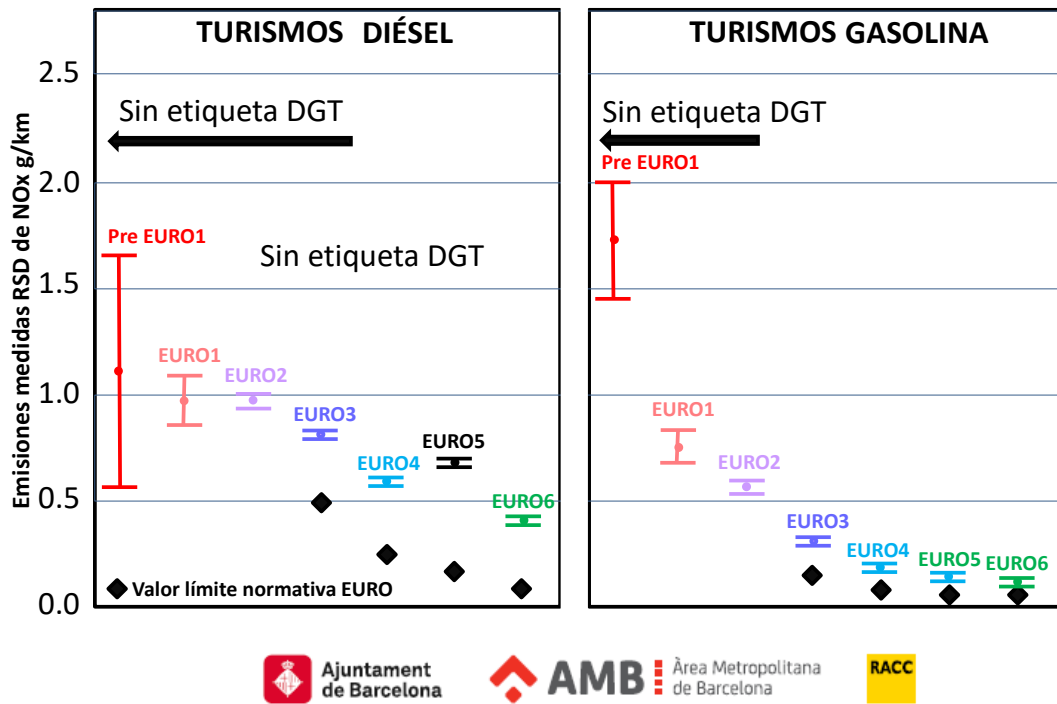 TURISMOS DIÉSEL
TURISMOS GASOLINA
Emisiones medidas RSD de NOx g/km
2.5
2.0
1.5
1.0
0.5
0.0
Sin etiqueta DGT
Pre EURO1
Sin etiqueta DGT
EURO1
EURO2
EURO3
EURO4
EURO5
EURO6
Valor límite normativa EURO
Sin etiqueta DGT
Pre EURO1
EURO1
EURO2
EURO3
EURO4
EURO5
EURO6
Ajuntament
de Barcelona
AMB
Àrea Metropolitana
de Barcelona
RACC